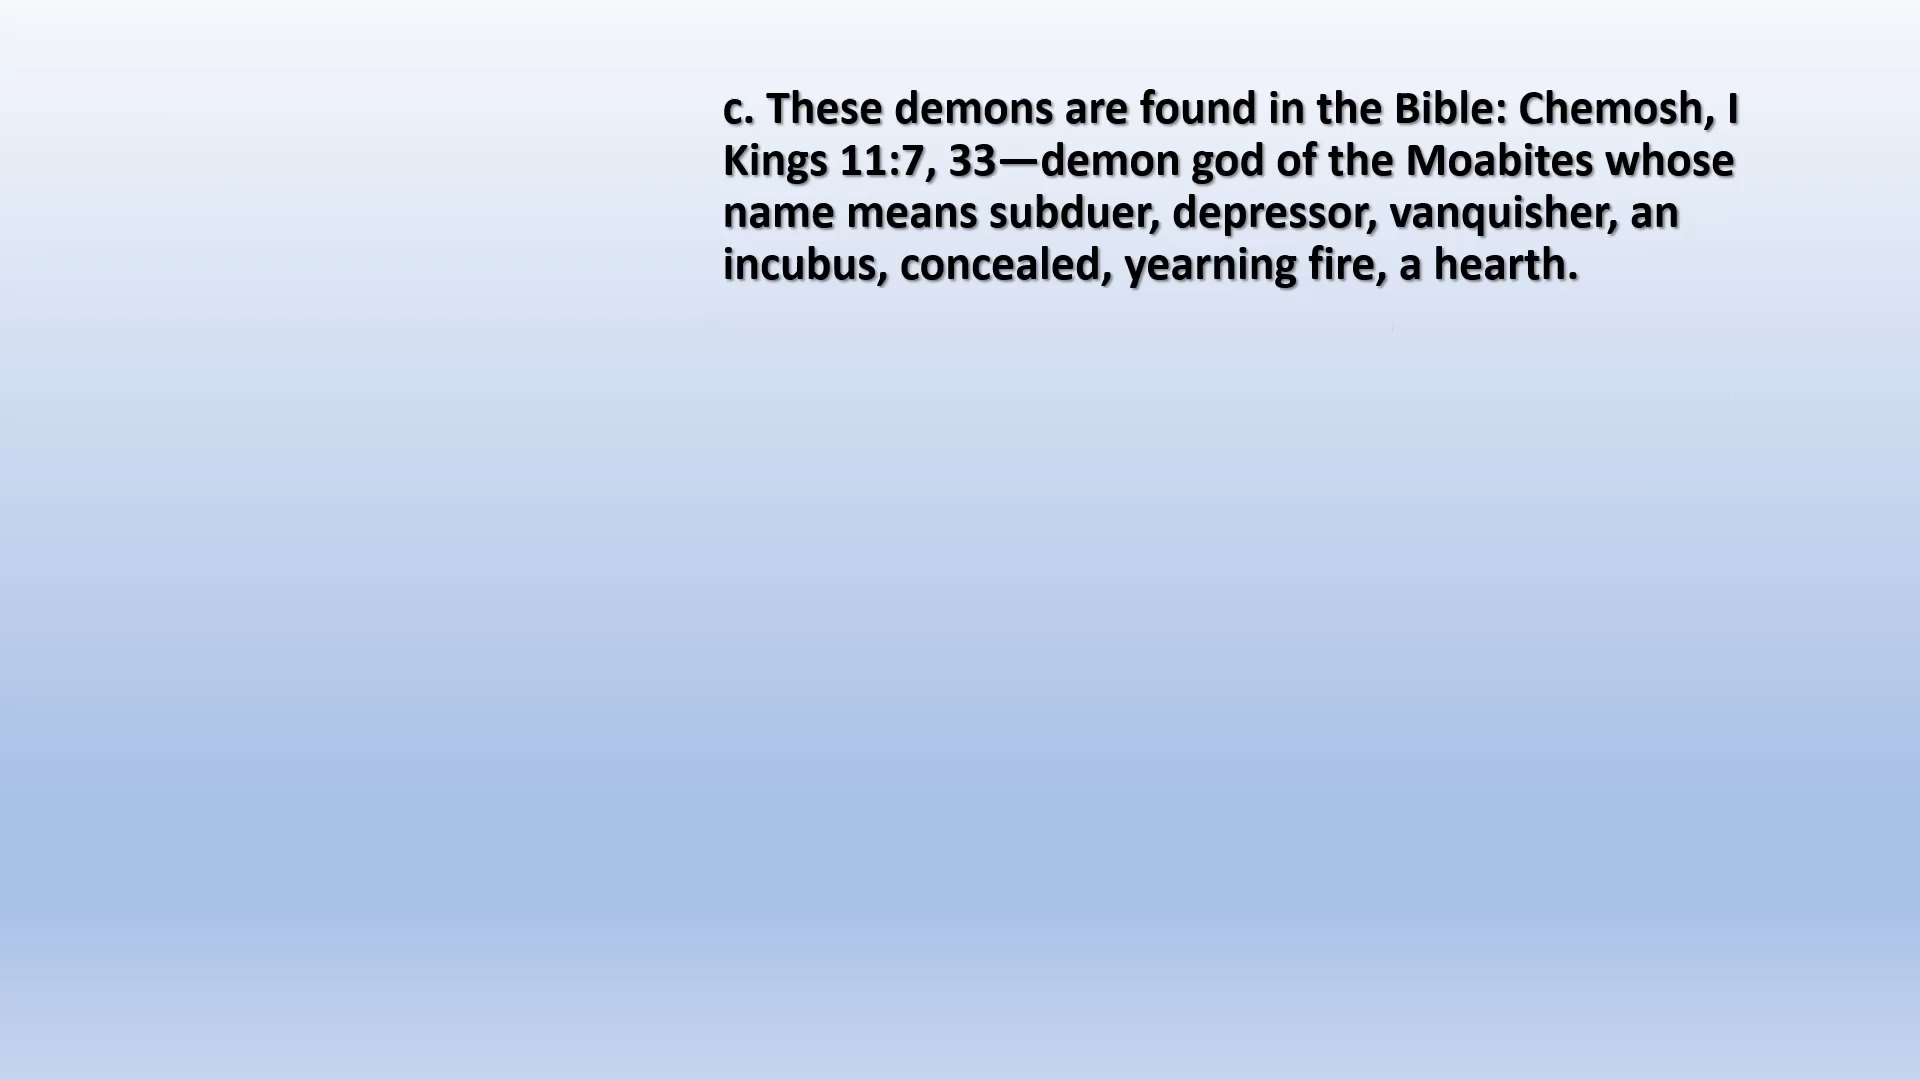 c. These demons are found in the Bible: Chemosh, I
Kings 11:7, 33—demon god of the Moabites whose
name means subduer, depressor, vanquisher, an
incubus, concealed, yearning fire, a hearth.